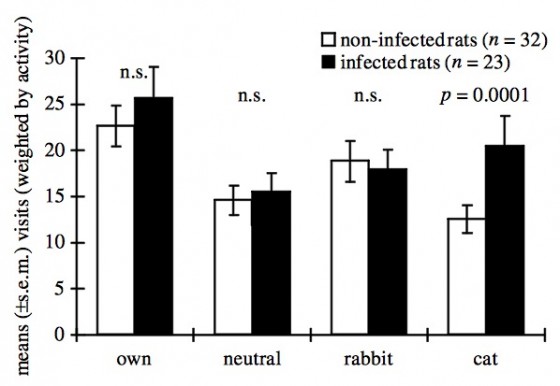 non-infected rats (n = 32)
infected rats (n = 23)
means (±s.e.m.) visits (weighted by activity)
30
25
20
15
10
5
0
n.s.
n.s.
n.s.
p = 0.0001
own
neutral
rabbit
cat